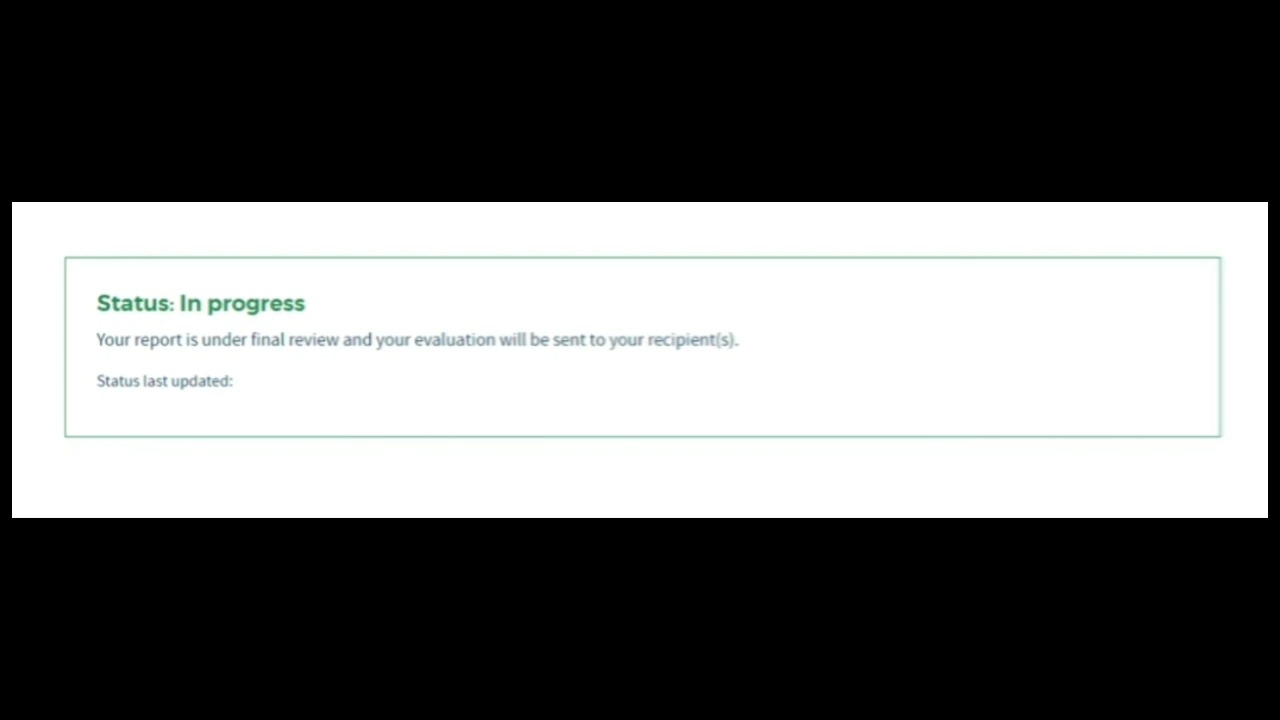 Status: In progress
Your report is under final review and your evaluation will be sent to your recipient(s).
Status last updated: